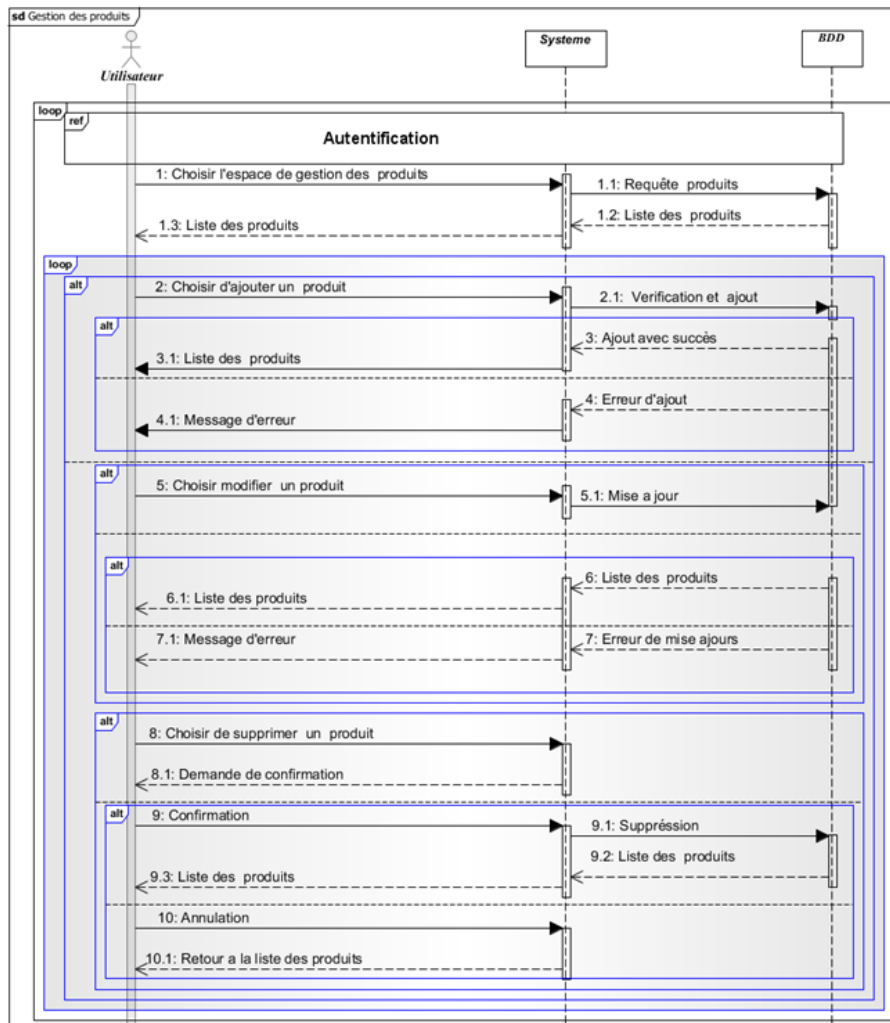 sd Gestion des produits
Utilisateur
Systeme
BDD
loop
ref
Autentification
1: Choisir l'espace de gestion des produits
1.1: Requête produits
1.2: Liste des produits
1.3: Liste des produits
loop
alt
2: Choisir d'ajouter un produit
2.1: Verification et ajout
alt
3: Ajout avec succès
3.1: Liste des produits
4: Erreur d'ajout
4.1: Message d'erreur
alt
5: Choisir modifier un produit
5.1: Mise a jour
alt
6: Liste des produits
6.1: Liste des produits
7.1: Message d'erreur
7: Erreur de mise ajours
alt
8: Choisir de supprimer un produit
8.1: Demande de confirmation
alt
9: Confirmation
9.1: Suppréssion
9.2: Liste des produits
9.3: Liste des produits
10: Annulation
10.1: Retour a la liste des produits